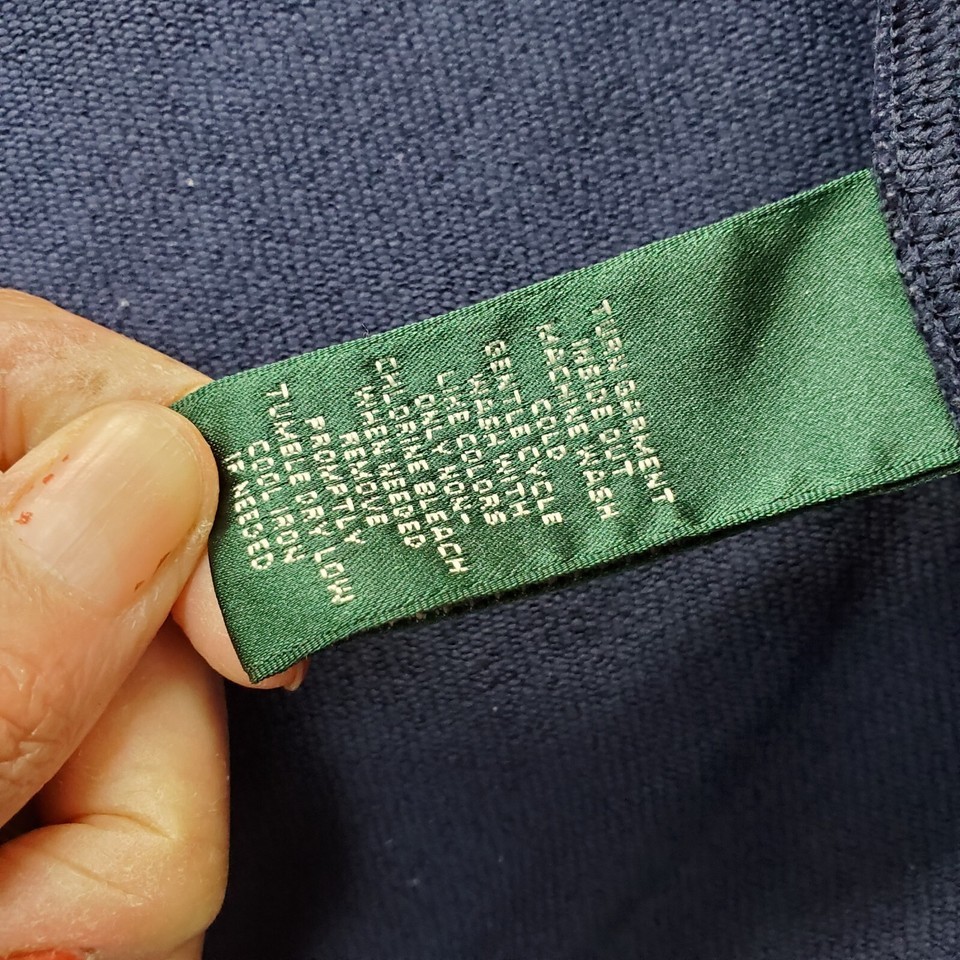 TURN GARMENT
INSIDE OUT
MACHINE WASH
COLD
GENTLE CYCLE
WASH WITH
LIKE COLORS
ONLY NON-
CHLORINE BLEACH
WHEN NEEDED
REMOVE
PROMPTLY
TUMBLE DRY LOW
COOL IRON
IF NEEDED